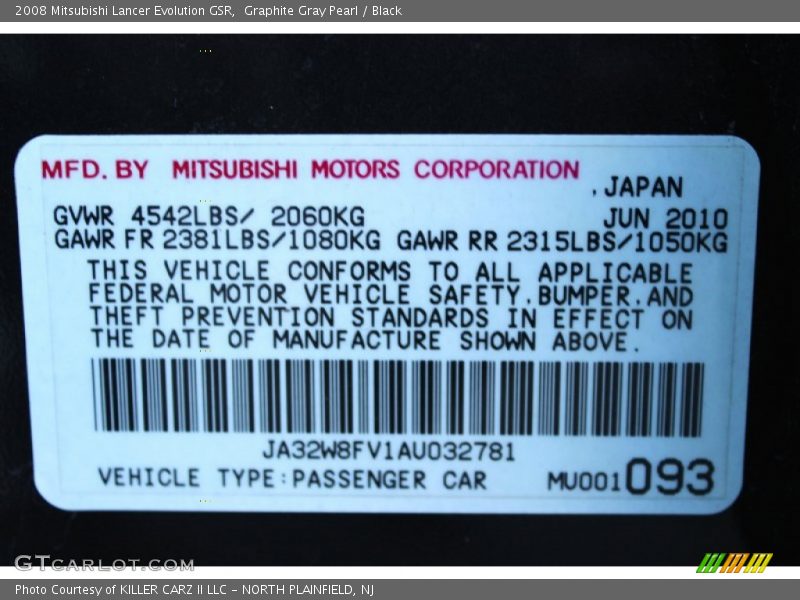 2008 Mitsubishi Lancer Evolution GSR,  Graphite Gray Pearl / Black
MFD. BY MITSUBISHI MOTORS CORPORATION
, JAPAN
GVWR 4542LBS/ 2060KG JUN 2010
GAWR FR 2381LBS/1080KG GAWR RR 2315LBS/1050KG
THIS VEHICLE CONFORMS TO ALL APPLICABLE
FEDERAL MOTOR VEHICLE SAFETY,BUMPER,AND
THEFT PREVENTION STANDARDS IN EFFECT ON
THE DATE OF MANUFACTURE SHOWN ABOVE.
JA32W8FV1AU032781
VEHICLE TYPE:PASSENGER CAR MU001093
GTCARLOT.COM
Photo Courtesy of KILLER CARZ II LLC - NORTH PLAINFIELD, NJ